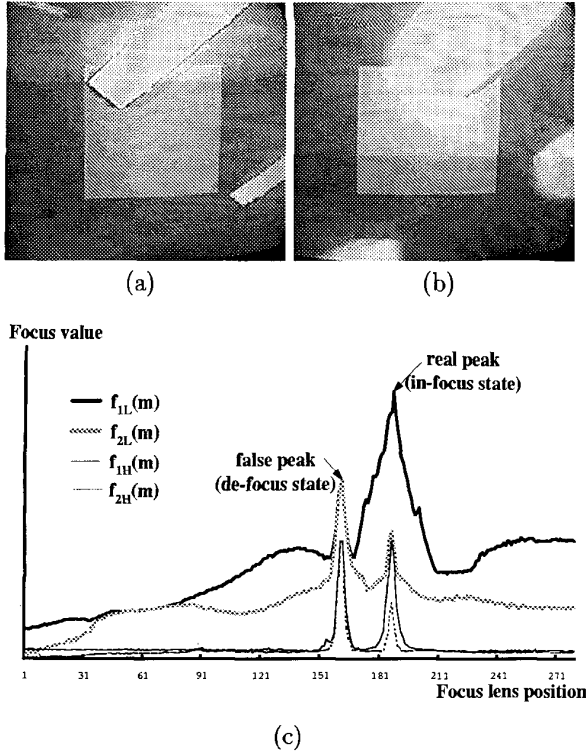 (a)
(b)
Focus value
real peak
(in-focus state)
f1L(m)
f2L(m)
f1H(m)
f2H(m)
false peak
(de-focus state)
1 31 61 91 121 151 181 211 241 271
Focus lens position
(c)